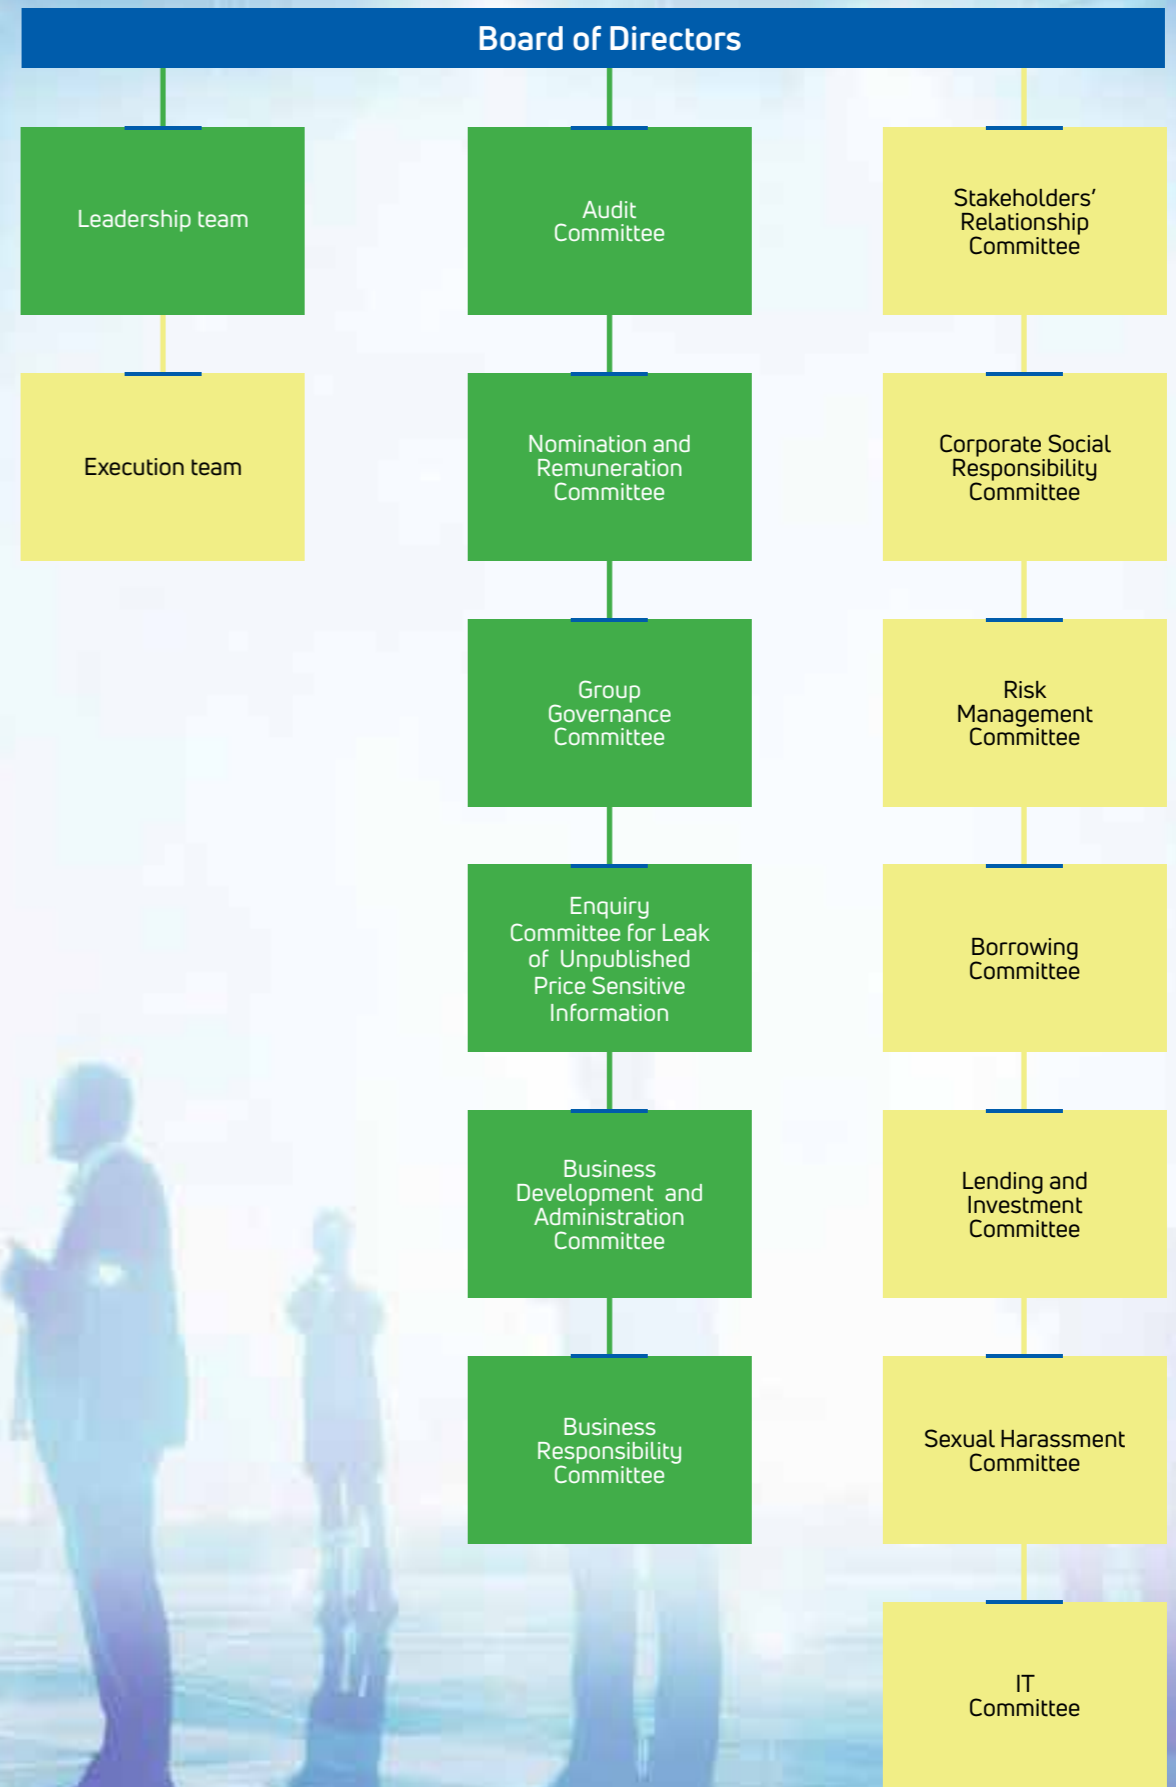 Board of Directors
Leadership team
Execution team
Audit
Committee
Nomination and
Remuneration
Committee
Group
Governance
Committee
Enquiry
Committee for Leak
of Unpublished
Price Sensitive
Information
Business
Development and
Administration
Committee
Business
Responsibility
Committee
Stakeholders’
Relationship
Committee
Corporate Social
Responsibility
Committee
Risk
Management
Committee
Borrowing
Committee
Lending and
Investment
Committee
Sexual Harassment
Committee
IT
Committee